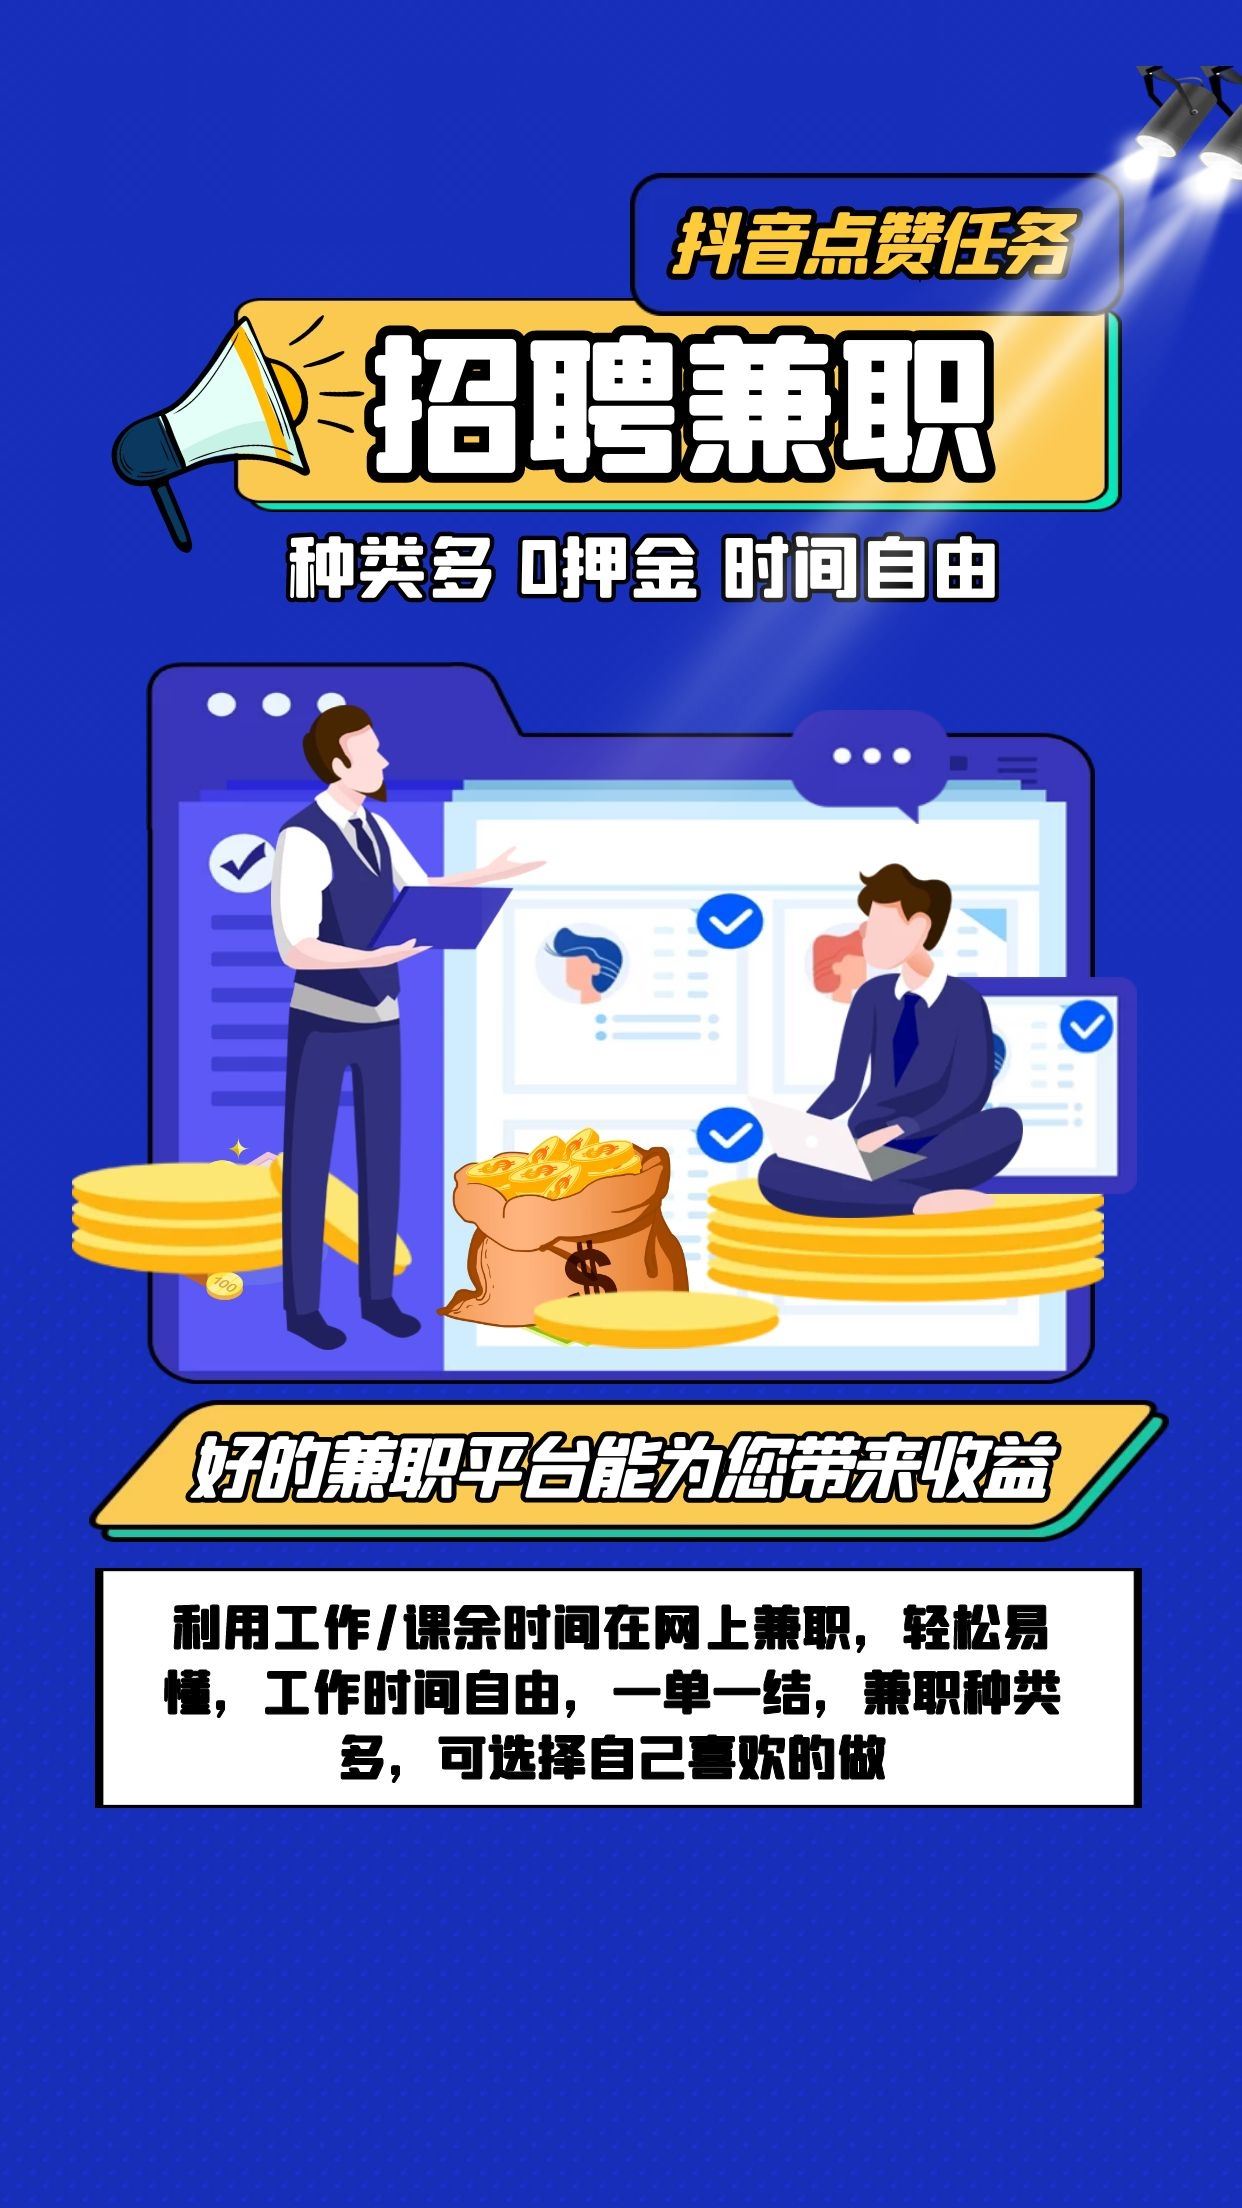 抖音点赞任务
招聘兼职
种类多 0押金 时间自由
100
$
好的兼职平台能为您带来收益
利用工作/课余时间在网上兼职，轻松易
懂，工作时间自由，一单一结，兼职种类
多，可选择自己喜欢的做